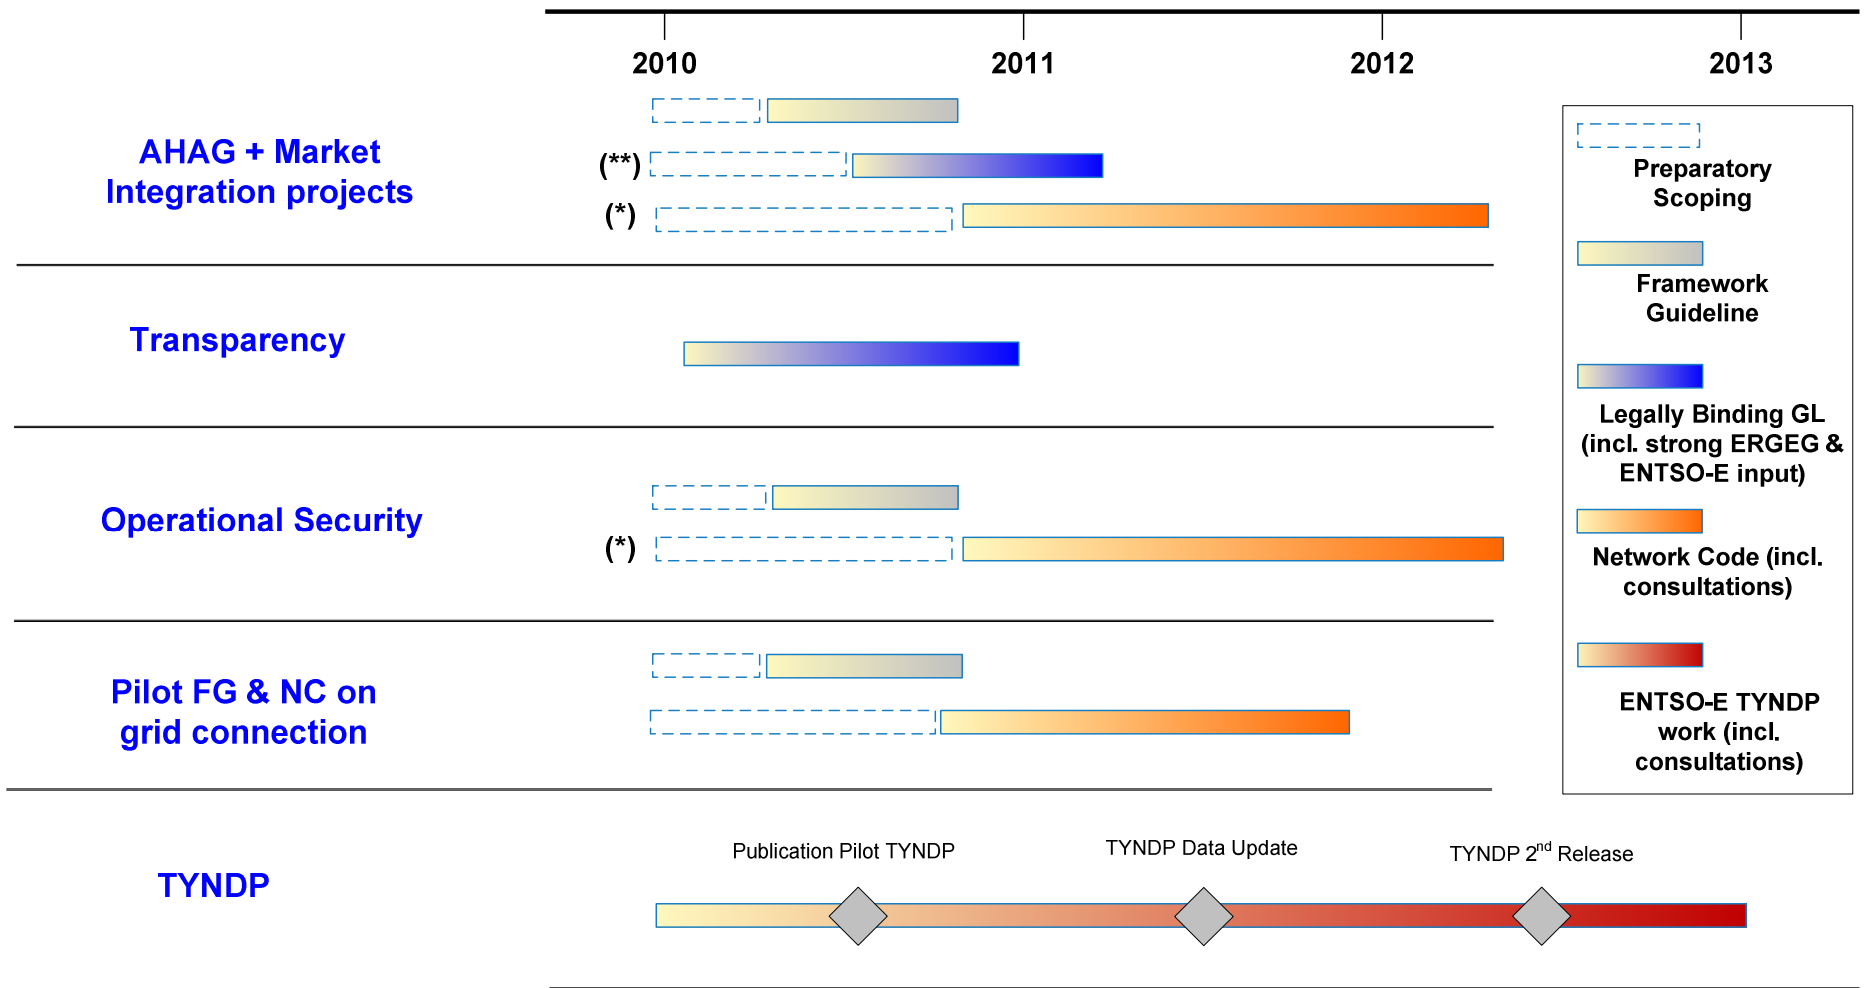 2010
2011
2012
2013
AHAG + Market
Integration projects
(**)
(*)
Transparency
Operational Security
(*)
Pilot FG & NC on
grid connection
TYNDP
Publication Pilot TYNDP
TYNDP Data Update
TYNDP 2nd Release
Preparatory
Scoping
Framework
Guideline
Legally Binding GL
(incl. strong ERGEG &
ENTSO-E input)
Network Code (incl.
consultations)
ENTSO-E TYNDP
work (incl.
consultations)